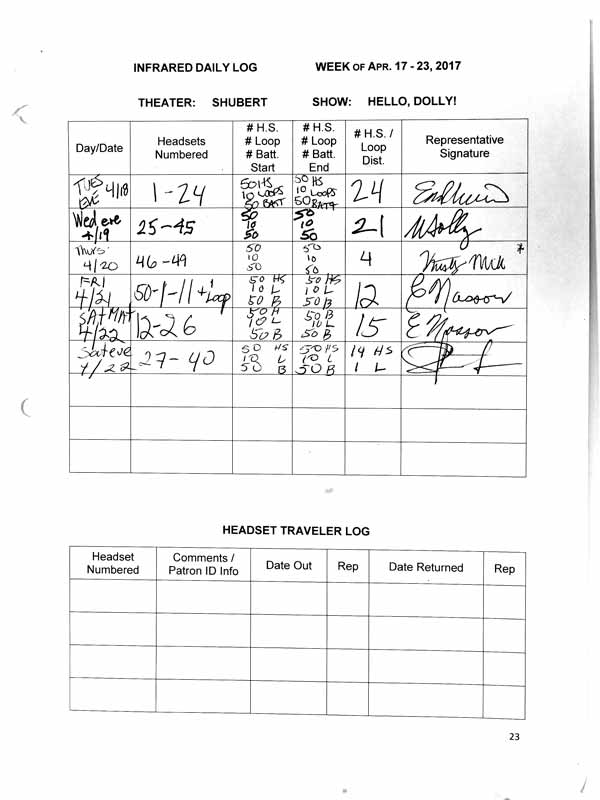 INFRARED DAILY LOG WEEK OF APR. 17 - 23, 2017
THEATER: SHUBERT SHOW: HELLO, DOLLY!
Day/Date
Headsets
Numbered
# H.S.
# Loop
# Batt.
Start
# H.S.
# Loop
# Batt.
End
# H.S. /
Loop
Dist.
Representative
Signature
TUES
EVE 4/18
1-24
50 HS
10 LOOPS
50 BATT
50 HS
10 LOOPS
50 BATT
24
Wed eve
4/19
25-45
50
10
50
50
10
50
21
Thurs
4/20
46-49
50
10
50
50
10
50
4
*
FRI
4/21
50-1-11 + 1 Loop
50 HS
10 L
50 B
50 HS
10 L
50 B
12
E Nassor
SAT MAT
4/22
12-26
50 H
10 L
50 B
50 B
10 L
50 B
15
E Nassor
Sat eve
4/22
27-40
50 HS
10 L
50 B
50 HS
10 L
50 B
14 HS
1 L
HEADSET TRAVELER LOG
Headset
Numbered
Comments /
Patron ID Info
Date Out
Rep
Date Returned
Rep
23